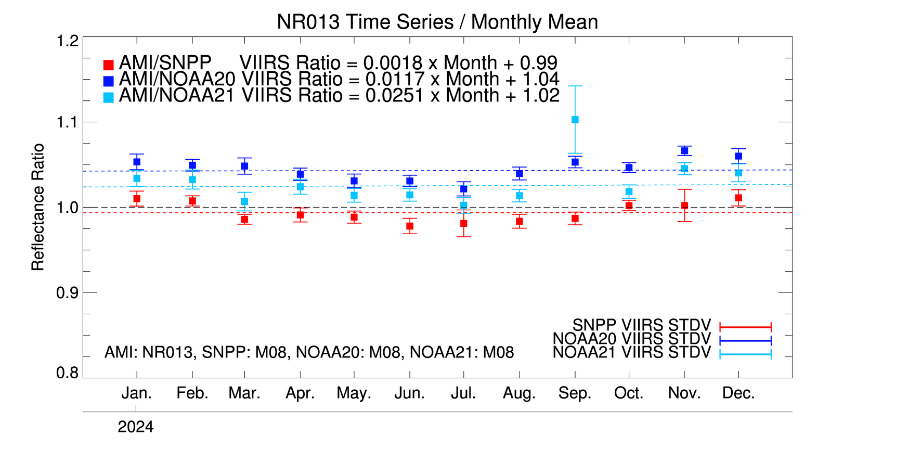 NR013 Time Series / Monthly Mean
1.2
AMI/SNPP VIIRS Ratio = 0.0018 x Month + 0.99
AMI/NOAA20 VIIRS Ratio = 0.0117 x Month + 1.04
AMI/NOAA21 VIIRS Ratio = 0.0251 x Month + 1.02
1.1
Reflectance Ratio
1.0
0.9
SNPP VIIRS STDV
NOAA20 VIIRS STDV
NOAA21 VIIRS STDV
AMI: NR013, SNPP: M08, NOAA20: M08, NOAA21: M08
0.8
Jan. Feb. Mar. Apr. May. Jun. Jul. Aug. Sep. Oct. Nov. Dec.
2024